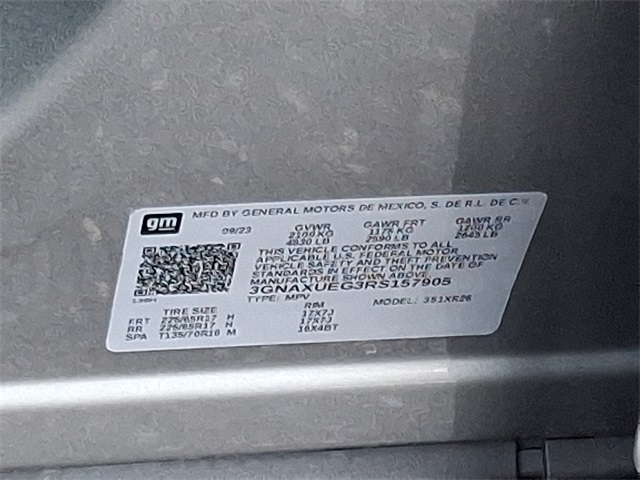 gm
MFD BY GENERAL MOTORS DE MEXICO, S. DE R.L. DE C.V.
09/23 GVWR GAWR FRT GAWR RR
2100 KG 1175 KG 1200 KG
4630 LB 2590 LB 2645 LB
THIS VEHICLE CONFORMS TO ALL
APPLICABLE U.S. FEDERAL MOTOR
VEHICLE SAFETY AND THEFT PREVENTION
STANDARDS IN EFFECT ON THE DATE OF
MANUFACTURE SHOWN ABOVE.
3GNAXUEG3RS157905
TYPE: MPV MODEL: 351XR26
TIRE SIZE RIM
FRT 225/65R17 H 17X7J
RR 225/65R17 H 17X7J
SPA T135/70R16 M 16X4BT